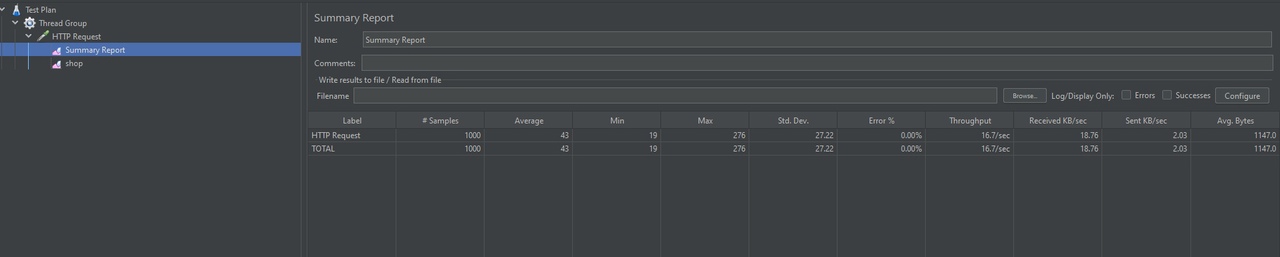 Test Plan
Thread Group
HTTP Request
Summary Report
shop
Summary Report
Name: Summary Report
Comments:
Write results to file / Read from file
Filename Browse... Log/Display Only: Errors Successes Configure
Label # Samples Average Min Max Std. Dev. Error % Throughput Received KB/sec Sent KB/sec Avg. Bytes
HTTP Request 1000 43 19 276 27.22 0.00% 16.7/sec 18.76 2.03 1147.0
TOTAL 1000 43 19 276 27.22 0.00% 16.7/sec 18.76 2.03 1147.0